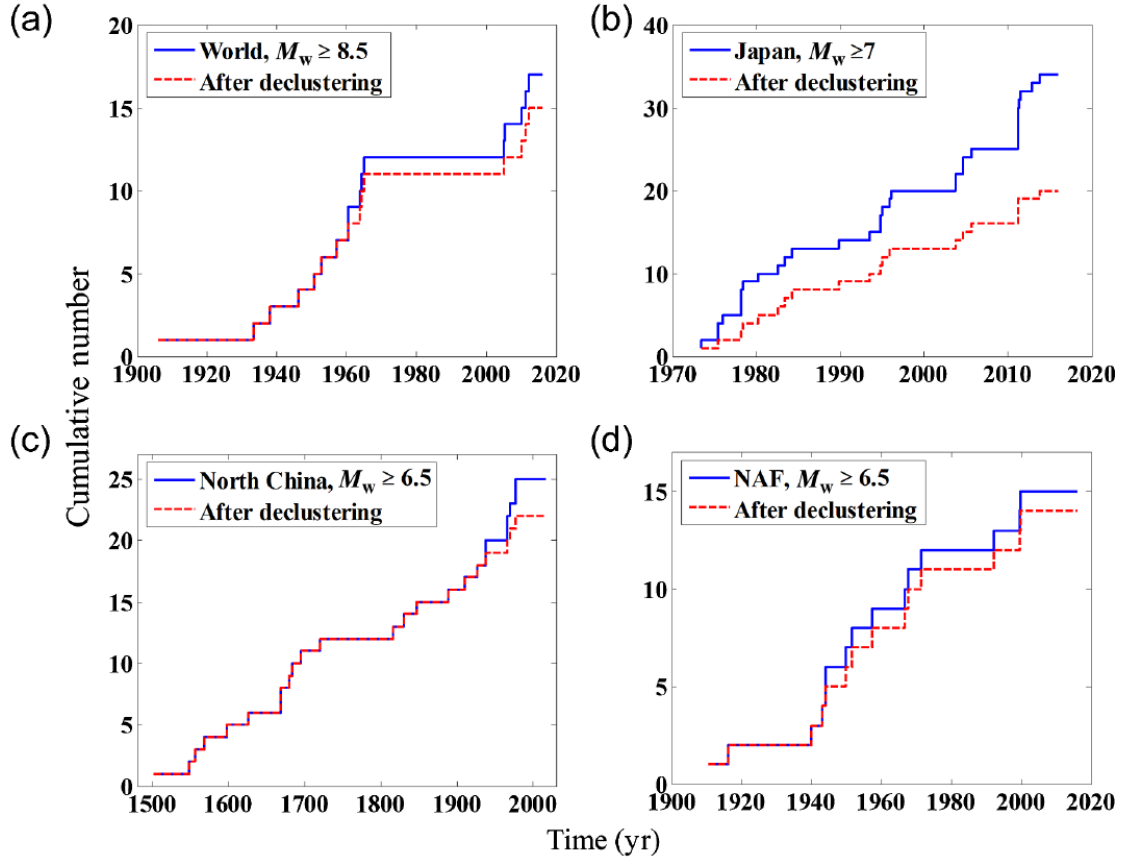 (a)
20
15
10
5
0
World, Mw ≥ 8.5
After declustering
1900 1920 1940 1960 1980 2000 2020
(b)
40
30
20
10
0
Japan, Mw ≥7
After declustering
1970 1980 1990 2000 2010 2020
Cumulative number
(c)
25
20
15
10
5
0
North China, Mw ≥ 6.5
After declustering
1500 1600 1700 1800 1900 2000
(d)
15
10
5
0
NAF, Mw ≥ 6.5
After declustering
1900 1920 1940 1960 1980 2000 2020
Time (yr)